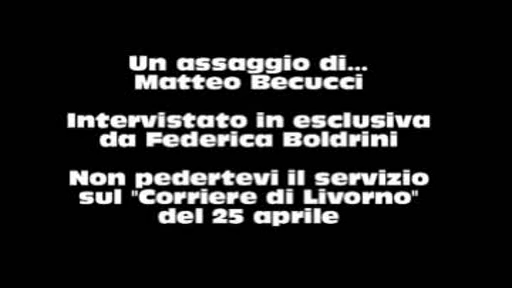 Un assaggio di...
Matteo Becucci
Intervistato in esclusiva
da Federica Boldrini
Non pedertevi il servizio
sul "Corriere di Livorno"
del 25 aprile